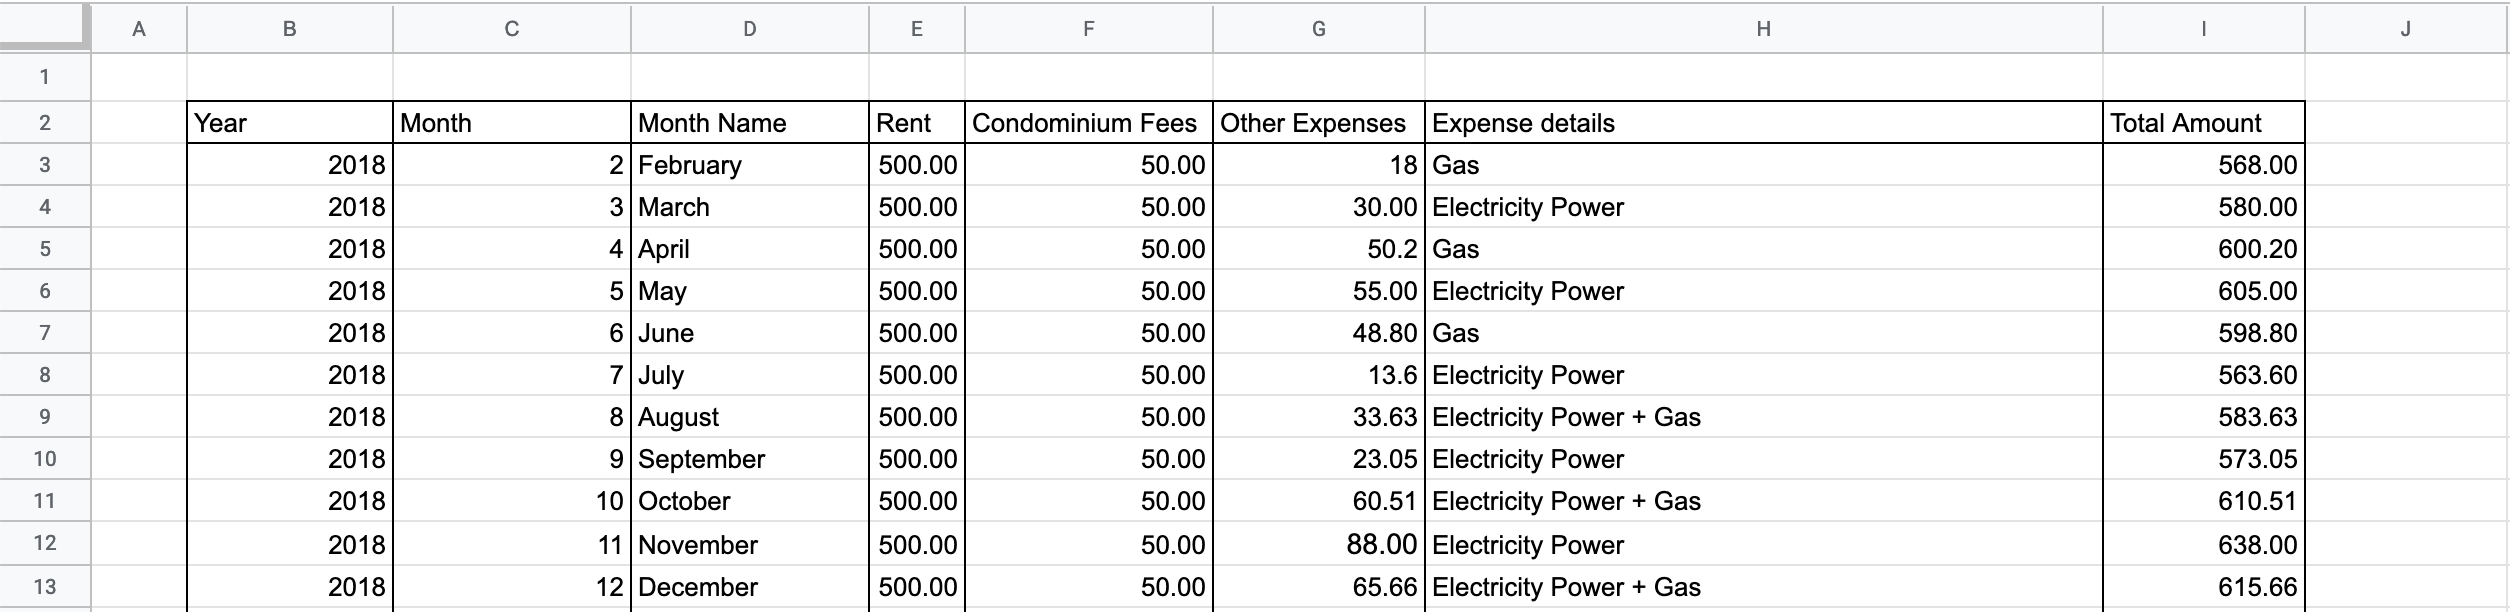 A B C D E F G H I J
1
2 Year Month Month Name Rent Condominium Fees Other Expenses Expense details Total Amount
3 2018 2 February 500.00 50.00 18 Gas 568.00
4 2018 3 March 500.00 50.00 30.00 Electricity Power 580.00
5 2018 4 April 500.00 50.00 50.2 Gas 600.20
6 2018 5 May 500.00 50.00 55.00 Electricity Power 605.00
7 2018 6 June 500.00 50.00 48.80 Gas 598.80
8 2018 7 July 500.00 50.00 13.6 Electricity Power 563.60
9 2018 8 August 500.00 50.00 33.63 Electricity Power + Gas 583.63
10 2018 9 September 500.00 50.00 23.05 Electricity Power 573.05
11 2018 10 October 500.00 50.00 60.51 Electricity Power + Gas 610.51
12 2018 11 November 500.00 50.00 88.00 Electricity Power 638.00
13 2018 12 December 500.00 50.00 65.66 Electricity Power + Gas 615.66